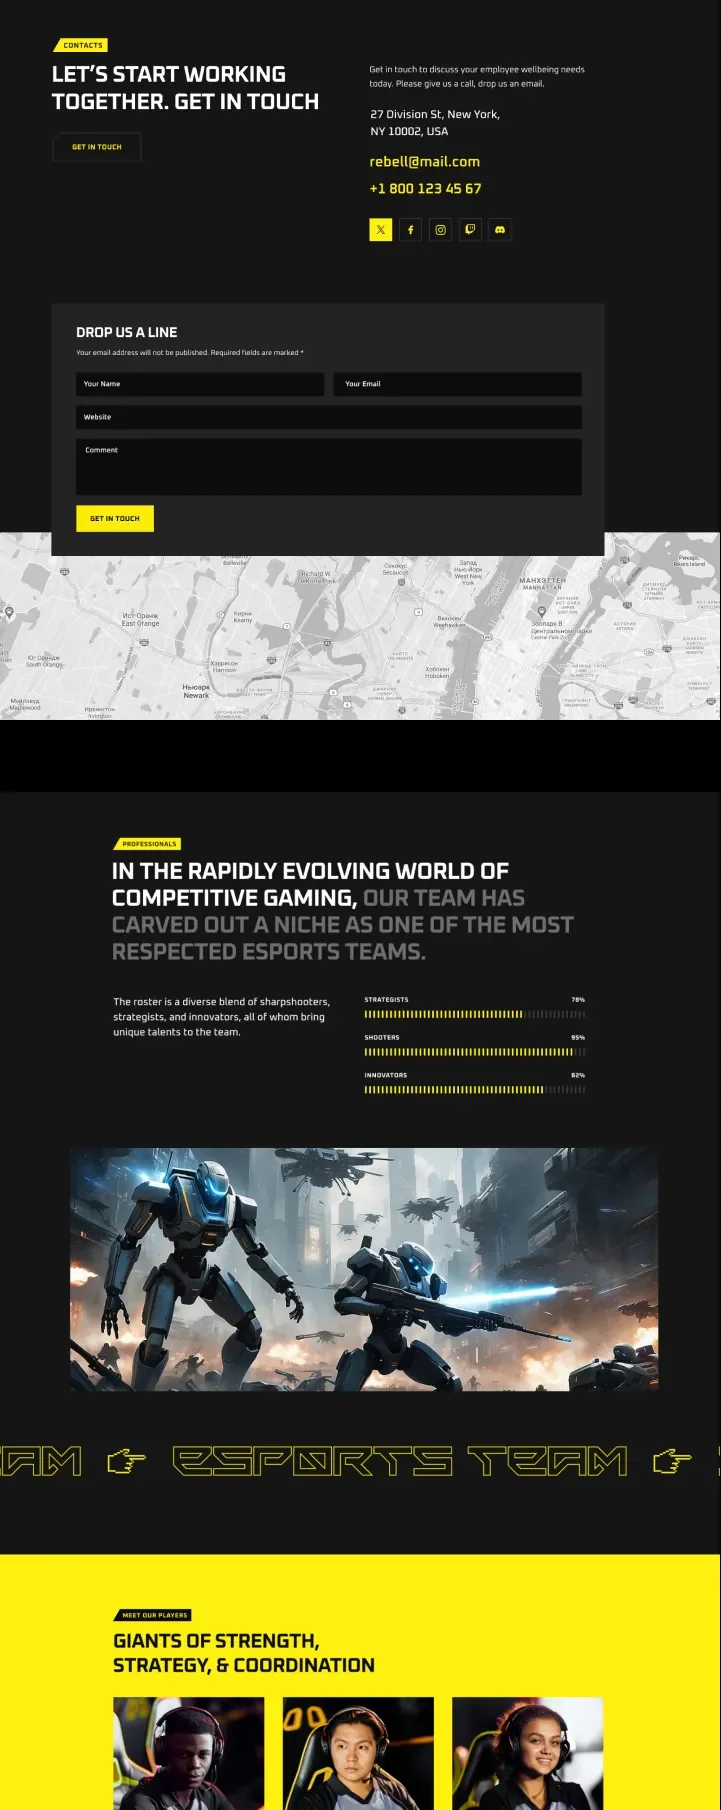 CONTACTS
LET'S START WORKING
TOGETHER. GET IN TOUCH
GET IN TOUCH
Get in touch to discuss your employee wellbeing needs
today. Please give us a call, drop us an email.
27 Division St, New York,
NY 10002, USA
rebell@mail.com
+1 800 123 45 67
DROP US A LINE
Your email address will not be published. Required fields are marked *
Your Name
Your Email
Website
Comment
GET IN TOUCH
Belleville
Richard W.
DeKorte Park
Секокус
Secaucus
Запад
Нью-Йорк
West New
York
МАНХЭТТЕН
MANHATTAN
Рикерс
Rikers Island
Ист Оранж
East Orange
Кирни
Kearny
Вихокен
Weehawken
Зоопарк В
Центральном парке
Central Park Zoo
Юг Ориндж
South Orange
Хэррисон
Harrison
Хобокен
Hoboken
Ньюарк
Newark
Мэйплвуд
Maplewood
Ирвингтон
Irvington
PROFESSIONALS
IN THE RAPIDLY EVOLVING WORLD OF
COMPETITIVE GAMING, OUR TEAM HAS
CARVED OUT A NICHE AS ONE OF THE MOST
RESPECTED ESPORTS TEAMS.
The roster is a diverse blend of sharpshooters,
strategists, and innovators, all of whom bring
unique talents to the team.
STRATEGISTS 78%
SHOOTERS 95%
INNOVATORS 82%
ESPORTS TEAM
MEET OUR PLAYERS
GIANTS OF STRENGTH,
STRATEGY, & COORDINATION